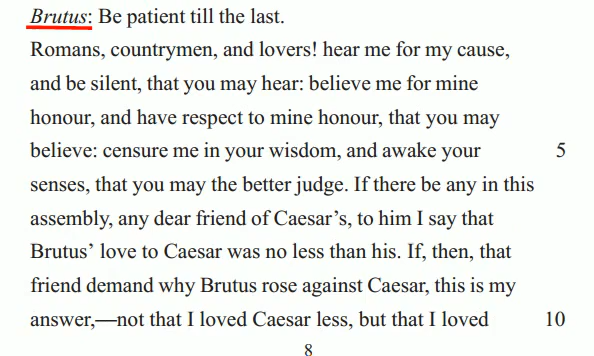 Brutus: Be patient till the last.
Romans, countrymen, and lovers! hear me for my cause,
and be silent, that you may hear: believe me for mine
honour, and have respect to mine honour, that you may
believe: censure me in your wisdom, and awake your 5
senses, that you may the better judge. If there be any in this
assembly, any dear friend of Caesar’s, to him I say that
Brutus’ love to Caesar was no less than his. If, then, that
friend demand why Brutus rose against Caesar, this is my
answer,—not that I loved Caesar less, but that I loved 10
8